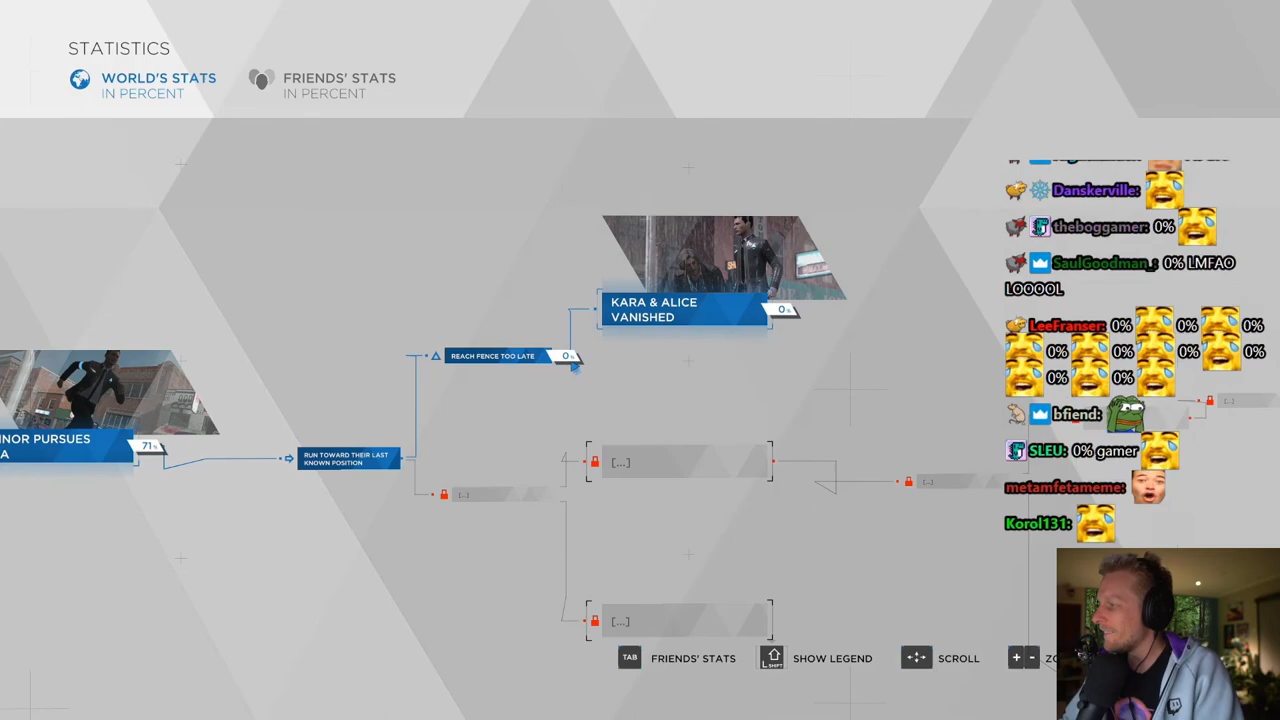 STATISTICS
WORLD'S STATS
IN PERCENT
FRIENDS' STATS
IN PERCENT
KARA & ALICE
VANISHED
0%
REACH FENCE TOO LATE
0%
NOR PURSUES
A
71%
RUN TOWARD THEIR LAST
KNOWN POSITION
[...]
[...]
[...]
[...]
[...]
Danskerville:
theboggamer: 0%
SaulGoodman_: 0% LMFAO
LOOOOL
LeeFranser: 0% 0% 0%
0% 0% 0% 0%
0% 0%
bfiend:
SLEU: 0% gamer
metamfetameme:
Korol131:
TAB
FRIENDS' STATS
L SHIFT
SHOW LEGEND
SCROLL
+ -